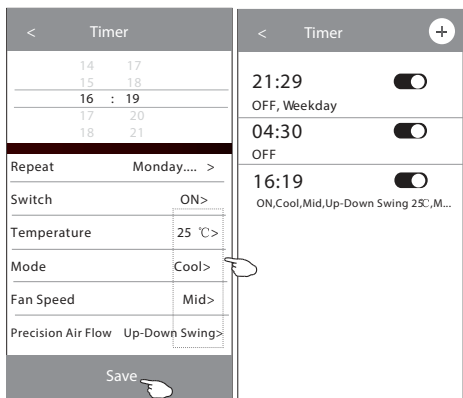 < Timer
14 17
15 18
16 : 19
17 20
18 21
Repeat Monday.... >
Switch ON>
Temperature 25 ℃>
Mode Cool>
Fan Speed Mid>
Precision Air Flow Up-Down Swing>
Save
< Timer +
21:29
OFF, Weekday
04:30
OFF
16:19
ON,Cool,Mid,Up-Down Swing 25℃,M...